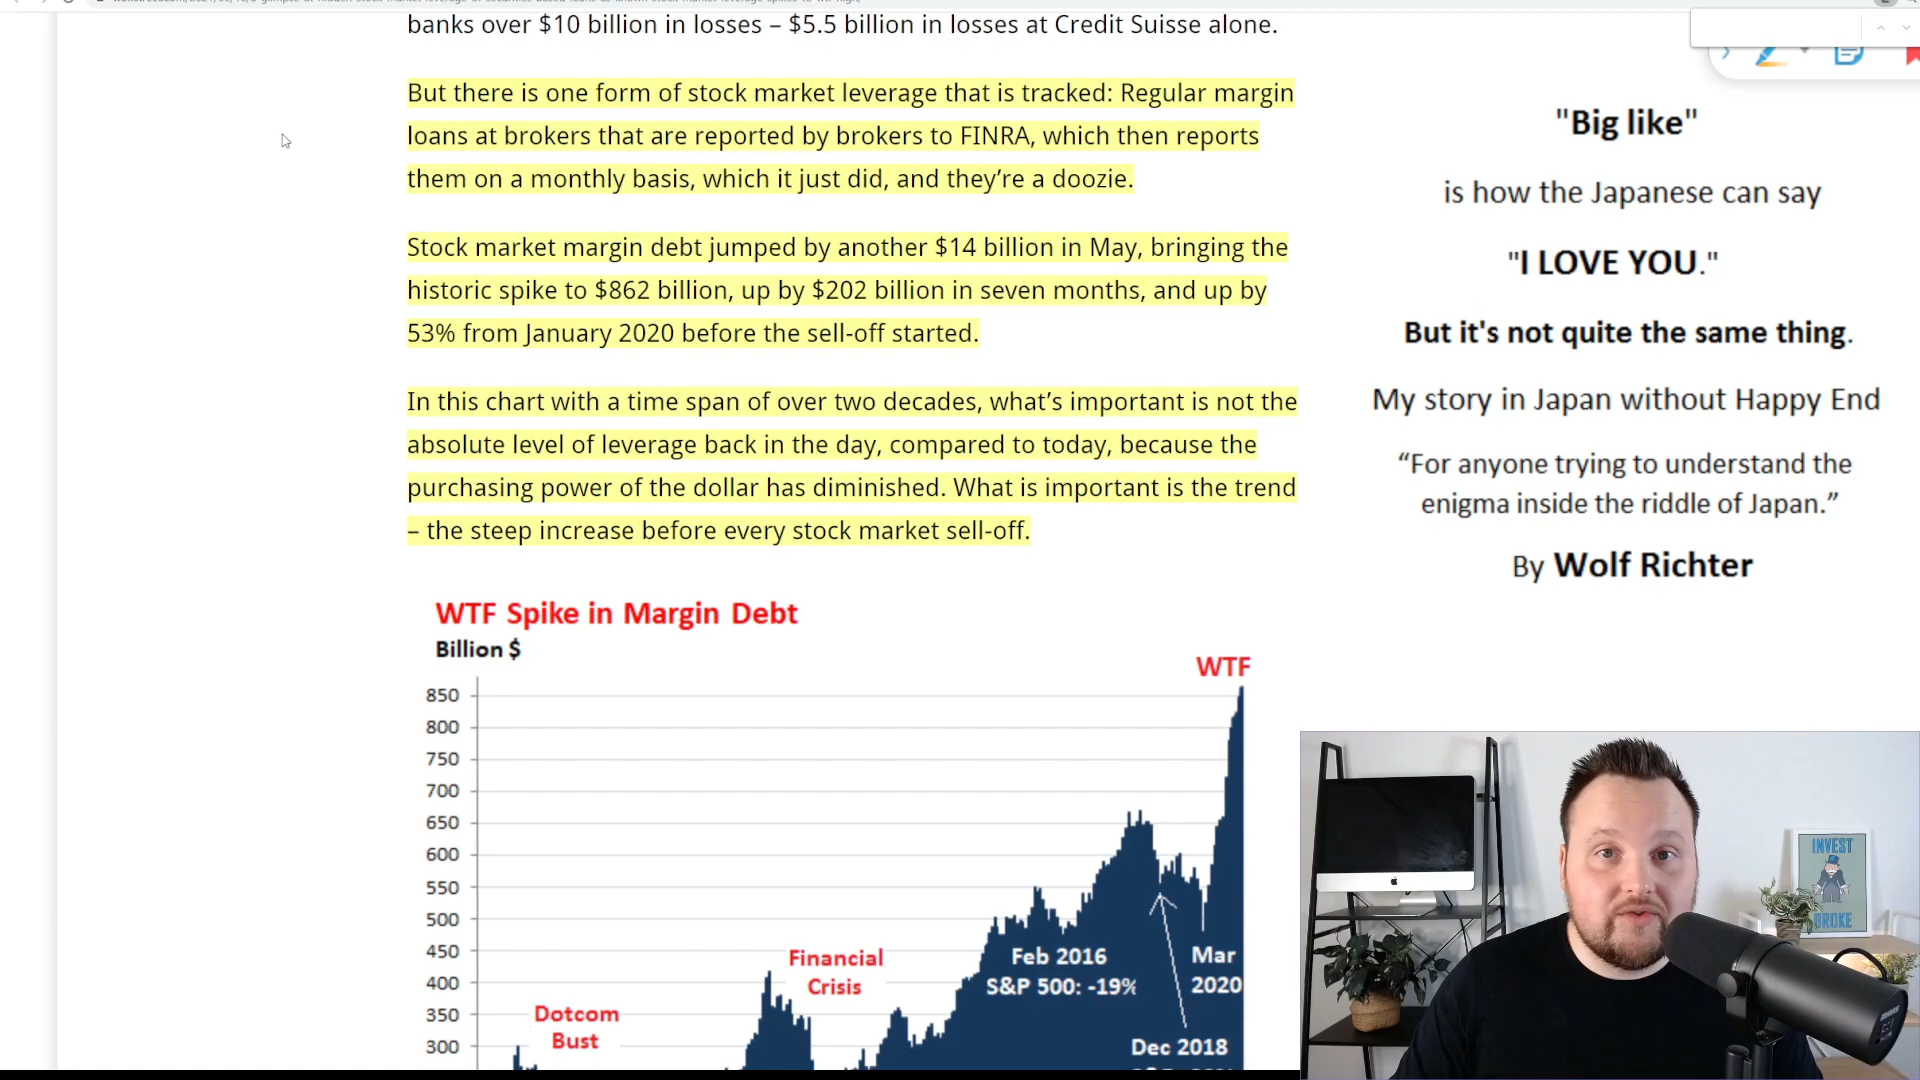 banks over $10 billion in losses – $5.5 billion in losses at Credit Suisse alone.
But there is one form of stock market leverage that is tracked: Regular margin
loans at brokers that are reported by brokers to FINRA, which then reports
them on a monthly basis, which it just did, and they’re a doozie.
Stock market margin debt jumped by another $14 billion in May, bringing the
historic spike to $862 billion, up by $202 billion in seven months, and up by
53% from January 2020 before the sell-off started.
In this chart with a time span of over two decades, what’s important is not the
absolute level of leverage back in the day, compared to today, because the
purchasing power of the dollar has diminished. What is important is the trend
– the steep increase before every stock market sell-off.
WTF Spike in Margin Debt
Billion $
WTF
850
800
750
700
650
600
550
500
450
400
350
300
Dotcom
Bust
Financial
Crisis
Feb 2016
S&P 500: -19%
Mar
2020
Dec 2018
"Big like"
is how the Japanese can say
"I LOVE YOU."
But it's not quite the same thing.
My story in Japan without Happy End
“For anyone trying to understand the
enigma inside the riddle of Japan.”
By Wolf Richter
INVEST
BROKE